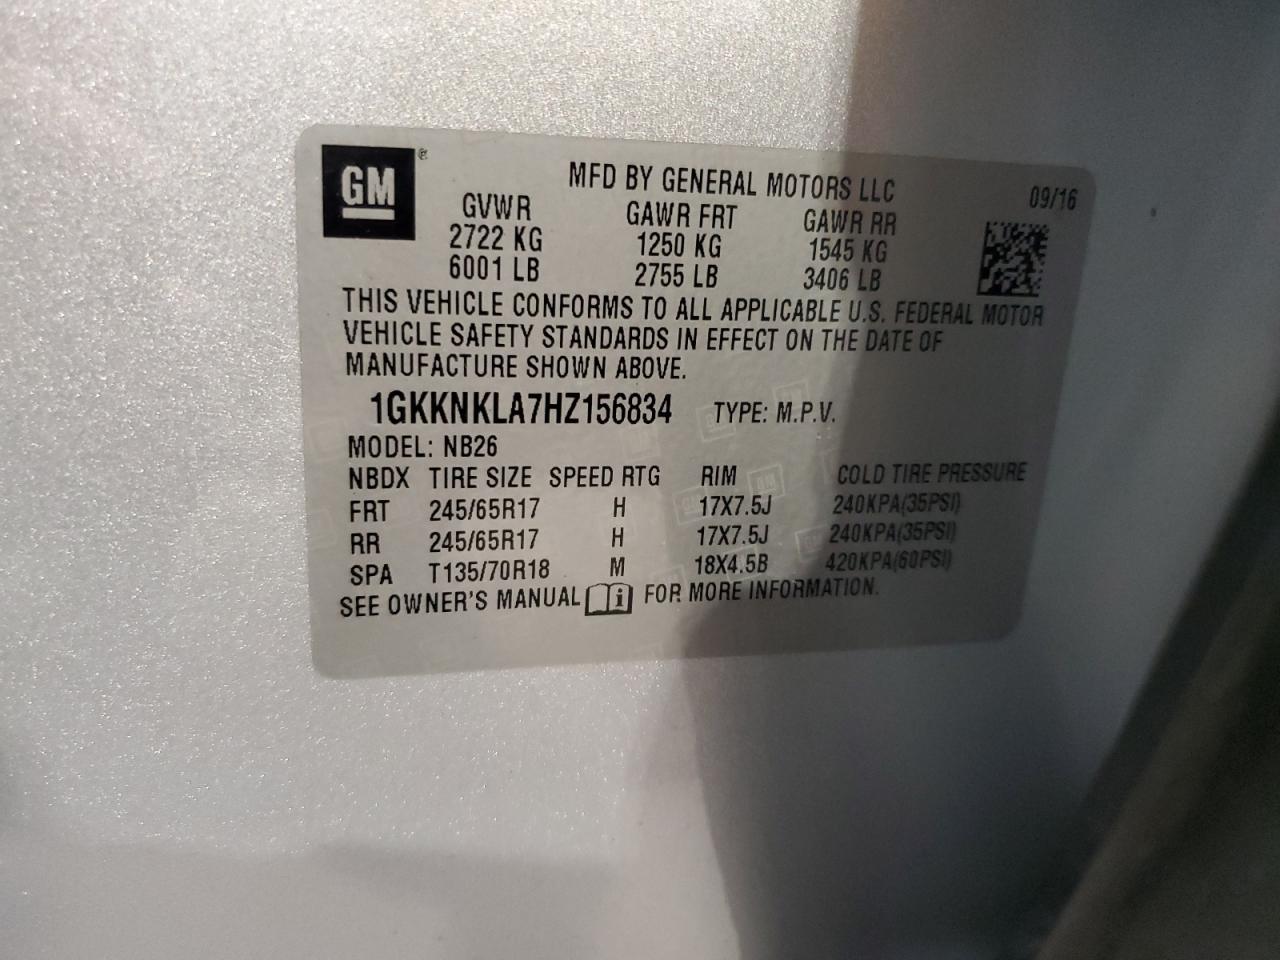 GM®
MFD BY GENERAL MOTORS LLC 09/16
GVWR GAWR FRT GAWR RR
2722 KG 1250 KG 1545 KG
6001 LB 2755 LB 3406 LB
THIS VEHICLE CONFORMS TO ALL APPLICABLE U.S. FEDERAL MOTOR
VEHICLE SAFETY STANDARDS IN EFFECT ON THE DATE OF
MANUFACTURE SHOWN ABOVE.
1GKKNKLA7HZ156834 TYPE: M.P.V.
MODEL: NB26
NBDX TIRE SIZE SPEED RTG RIM COLD TIRE PRESSURE
FRT 245/65R17 H 17X7.5J 240KPA(35PSI)
RR 245/65R17 H 17X7.5J 240KPA(35PSI)
SPA T135/70R18 M 18X4.5B 420KPA(60PSI)
SEE OWNER'S MANUAL i FOR MORE INFORMATION.